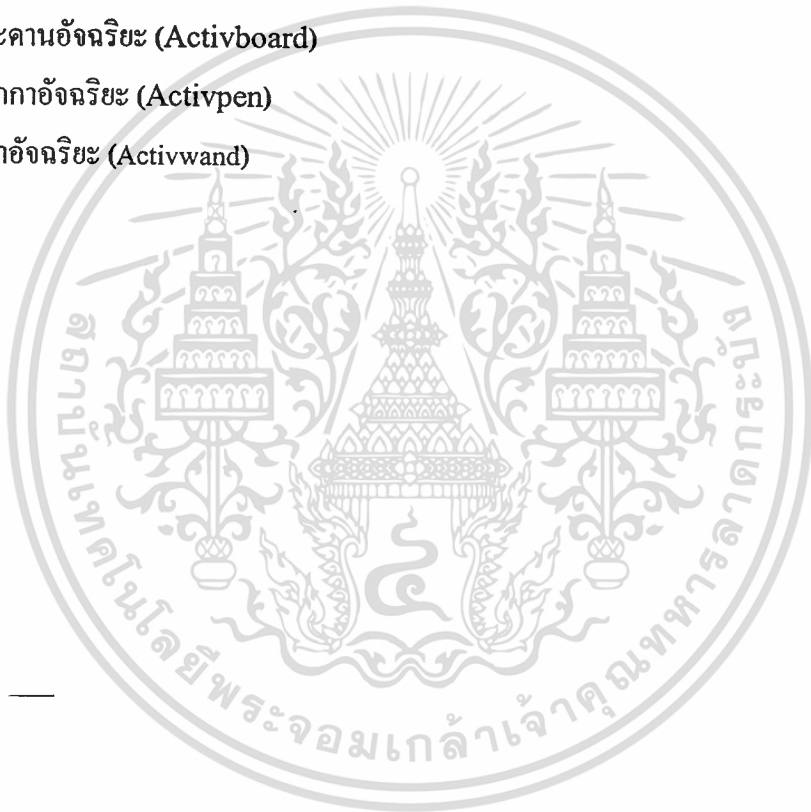 ะดานอัจฉริยะ (Activboard)
ากาอัจฉริยะ (Activpen)
าอัจฉริยะ (Activwand)
สถาบันเทคโนโลยีพระจอมเกล้าเจ้าคุณทหารลาดกระบัง
๔